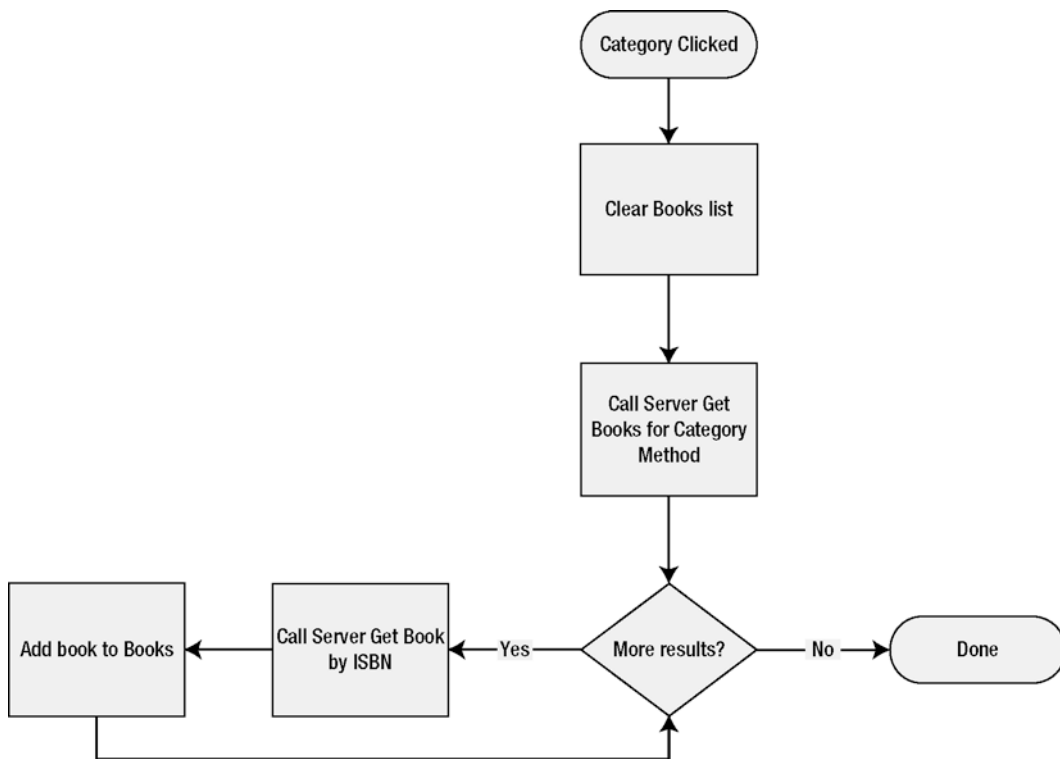 Category Clicked
Clear Books list
Call Server Get
Books for Category
Method
Add book to Books
Call Server Get Book
by ISBN
Yes
More results?
No
Done